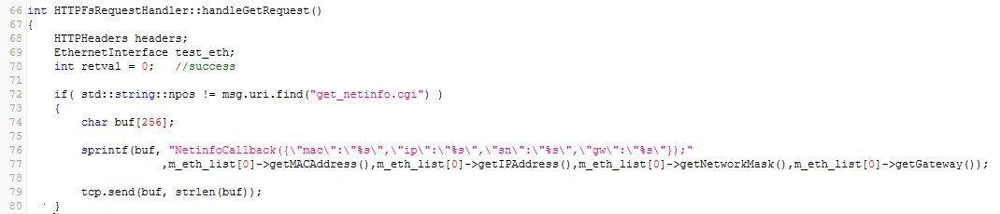 66 int HTTPFsRequestHandler::handleGetRequest()
67 {
68     HTTPHeaders headers;
69     EthernetInterface test_eth;
70     int retval = 0;   //success
71
72     if( std::string::npos != msg.uri.find("get_netinfo.cgi") )
73     {
74         char buf[256];
75
76         sprintf(buf, "NetinfoCallback({\"mac\":\"%s\",\"ip\":\"%s\",\"sn\":\"%s\",\"gw\":\"%s\"});"
77                     ,m_eth_list[0]->getMACAddress(),m_eth_list[0]->getIPAddress(),m_eth_list[0]->getNetworkMask(),m_eth_list[0]->getGateway());
78
79         tcp.send(buf, strlen(buf));
80     }